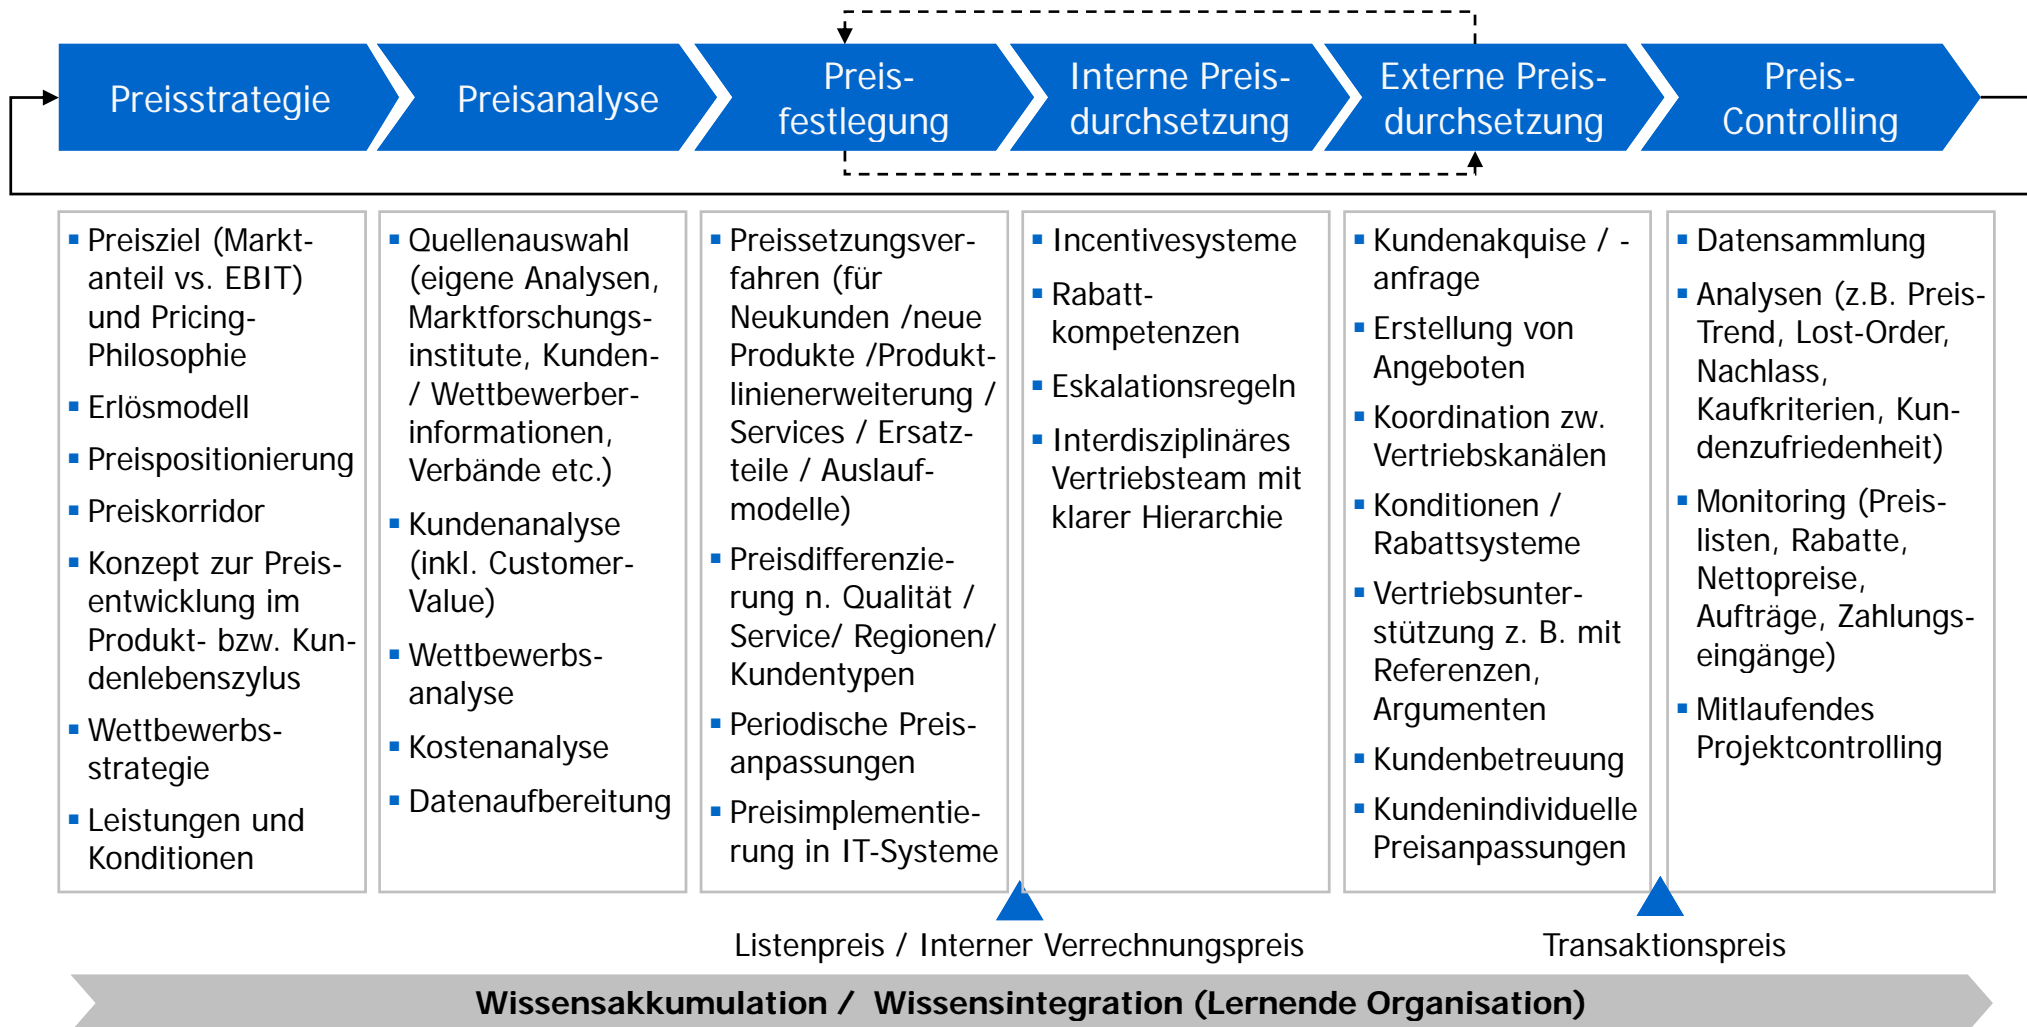 Preisstrategie
Preisanalyse
Preis-
festlegung
Interne Preis-
durchsetzung
Externe Preis-
durchsetzung
Preis-
Controlling
▪ Preisziel (Markt-
anteil vs. EBIT)
und Pricing-
Philosophie
▪ Erlösmodell
▪ Preispositionierung
▪ Preiskorridor
▪ Konzept zur Preis-
entwicklung im
Produkt- bzw. Kun-
denlebenszylus
▪ Wettbewerbs-
strategie
▪ Leistungen und
Konditionen
▪ Quellenauswahl
(eigene Analysen,
Marktforschungs-
institute, Kunden-
/ Wettbewerber-
informationen,
Verbände etc.)
▪ Kundenanalyse
(inkl. Customer-
Value)
▪ Wettbewerbs-
analyse
▪ Kostenanalyse
▪ Datenaufbereitung
▪ Preissetzungsver-
fahren (für
Neukunden /neue
Produkte /Produkt-
linienerweiterung /
Services / Ersatz-
teile / Auslauf-
modelle)
▪ Preisdifferenzie-
rung n. Qualität /
Service/ Regionen/
Kundentypen
▪ Periodische Preis-
anpassungen
▪ Preisimplementie-
rung in IT-Systeme
▪ Incentivesysteme
▪ Rabatt-
kompetenzen
▪ Eskalationsregeln
▪ Interdisziplinäres
Vertriebsteam mit
klarer Hierarchie
▪ Kundenakquise / -
anfrage
▪ Erstellung von
Angeboten
▪ Koordination zw.
Vertriebskanälen
▪ Konditionen /
Rabattsysteme
▪ Vertriebsunter-
stützung z. B. mit
Referenzen,
Argumenten
▪ Kundenbetreuung
▪ Kundenindividuelle
Preisanpassungen
▪ Datensammlung
▪ Analysen (z.B. Preis-
Trend, Lost-Order,
Nachlass,
Kaufkriterien, Kun-
denzufriedenheit)
▪ Monitoring (Preis-
listen, Rabatte,
Nettopreise,
Aufträge, Zahlungs-
eingänge)
▪ Mitlaufendes
Projektcontrolling
Listenpreis / Interner Verrechnungspreis
Transaktionspreis
Wissensakkumulation / Wissensintegration (Lernende Organisation)